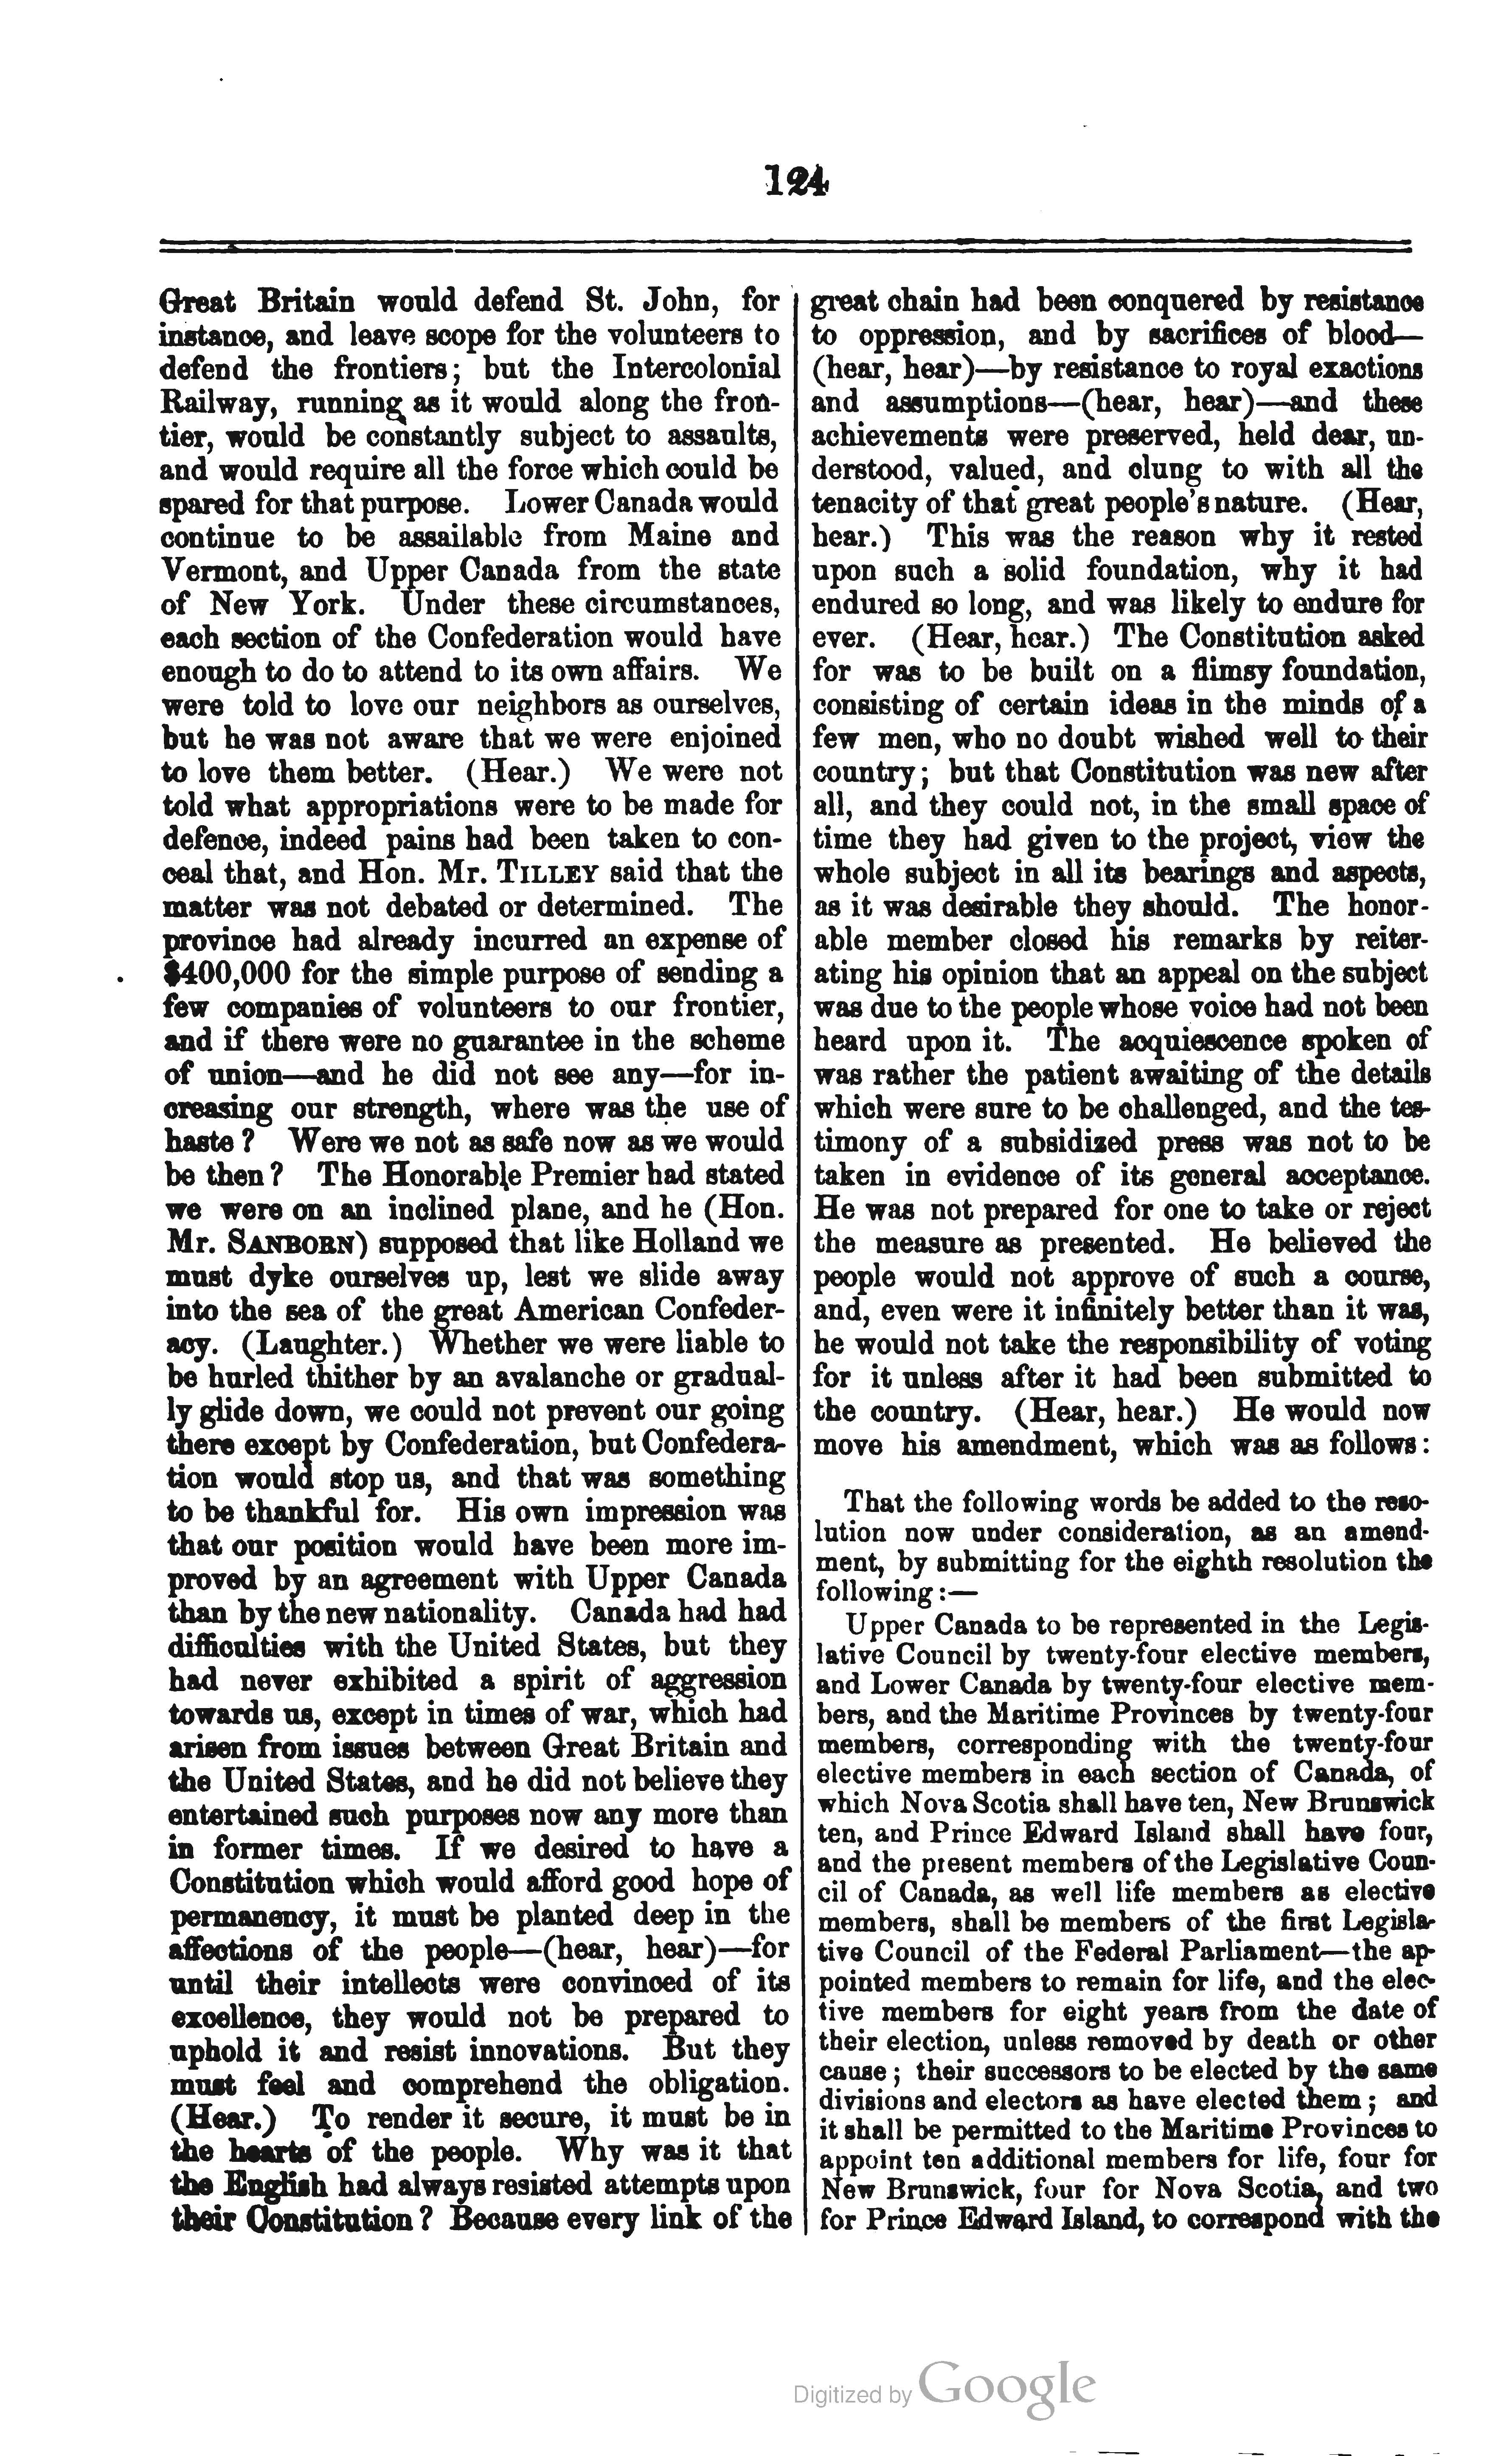 124
Great Britain would defend St. John, for
instance, and leave scope for the volunteers to
defend the frontiers; but the Intercolonial
Railway, running as it would along the fron-
tier, would be constantly subject to assaults,
and would require all the force which could be
spared for that purpose. Lower Canada would
continue to be assailable from Maine and
Vermont, and Upper Canada from the state
of New York. Under these circumstances,
each section of the Confederation would have
enough to do to attend to its own affairs. We
were told to love our neighbors as ourselves,
but he was not aware that we were enjoined
to love them better. (Hear.) We were not
told what appropriations were to be made for
defence, indeed pains had been taken to con-
ceal that, and Hon. Mr. TILLEY said that the
matter was not debated or determined. The
province had already incurred an expense of
$400,000 for the simple purpose of sending a
few companies of volunteers to our frontier,
and if there were no guarantee in the scheme
of union—and he did not see any—for in-
creasing our strength, where was the use of
haste? Were we not as safe now as we would
be then? The Honorable Premier had stated
we were on an inclined plane, and he (Hon.
Mr. SANBORN) supposed that like Holland we
must dyke ourselves up, lest we slide away
into the sea of the great American Confeder-
acy. (Laughter.) Whether we were liable to
be hurled thither by an avalanche or gradual-
ly glide down, we could not prevent our going
there except by Confederation, but Confedera-
tion would stop us, and that was something
to be thankful for. His own impression was
that our position would have been more im-
proved by an agreement with Upper Canada
than by the new nationality. Canada had had
difficulties with the United States, but they
had never exhibited a spirit of aggression
towards us, except in times of war, which had
arisen from issues between Great Britain and
the United States, and he did not believe they
entertained such purposes now any more than
in former times. If we desired to have a
Constitution which would afford good hope of
permanency, it must be planted deep in the
affections of the people—(hear, hear)—for
until their intellects were convinced of its
excellence, they would not be prepared to
uphold it and resist innovations. But they
must feel and comprehend the obligation.
(Hear.) To render it secure, it must be in
the hearts of the people. Why was it that
the English had always resisted attempts upon
their Constitution? Because every link of the
great chain had been conquered by resistance
to oppression, and by sacrifices of blood—
(hear, hear)—by resistance to royal exactions
and assumptions—(hear, hear)—and these
achievements were preserved, held dear, un-
derstood, valued, and clung to with all the
tenacity of that great people's nature. (Hear,
hear.) This was the reason why it rested
upon such a solid foundation, why it had
endured so long, and was likely to endure for
ever. (Hear, hear.) The Constitution asked
for was to be built on a flimsy foundation,
consisting of certain ideas in the minds of a
few men, who no doubt wished well to their
country; but that Constitution was new after
all, and they could not, in the small space of
time they had given to the project, view the
whole subject in all its bearings and aspects,
as it was desirable they should. The honor-
able member closed his remarks by reiter-
ating his opinion that an appeal on the subject
was due to the people whose voice had not been
heard upon it. The acquiescence spoken of
was rather the patient awaiting of the details
which were sure to be challenged, and the tes-
timony of a subsidized press was not to be
taken in evidence of its general acceptance.
He was not prepared for one to take or reject
the measure as presented. He believed the
people would not approve of such a course,
and, even were it infinitely better than it was,
he would not take the responsibility of voting
for it unless after it had been submitted to
the country. (Hear, hear.) He would now
move his amendment, which was as follows:
That the following words be added to the reso-
lution now under consideration, as an amend-
ment, by submitting for the eighth resolution the
following:—
Upper Canada to be represented in the Legis-
lative Council by twenty-four elective members,
and Lower Canada by twenty-four elective mem-
bers, and the Maritime Provinces by twenty-four
members, corresponding with the twenty-four
elective members in each section of Canada, of
which Nova Scotia shall have ten, New Brunswick
ten, and Prince Edward Island shall have four,
and the present members of the Legislative Coun-
cil of Canada, as well life members as elective
members, shall be members of the first Legisla-
tive Council of the Federal Parliament—the ap-
pointed members to remain for life, and the elec-
tive members for eight years from the date of
their election, unless removed by death or other
cause; their successors to be elected by the same
divisions and electors as have elected them; and
it shall be permitted to the Maritime Provinces to
appoint ten additional members for life, four for
New Brunswick, four for Nova Scotia, and two
for Prince Edward Island, to correspond with the
Digitized by Google